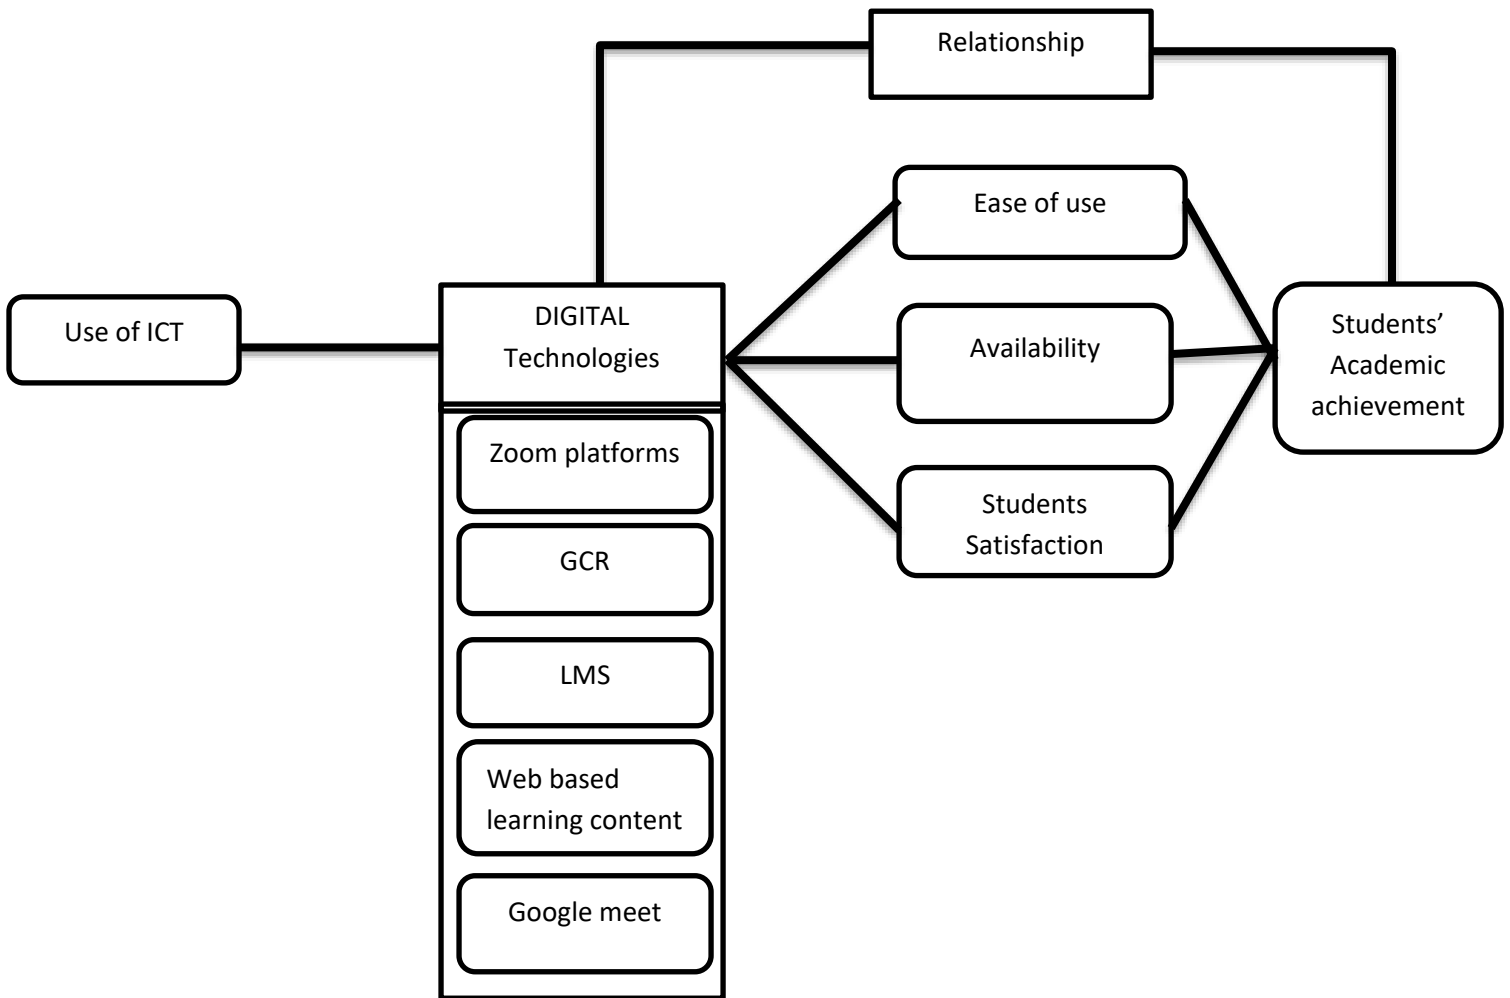 Relationship
Ease of use
Use of ICT
DIGITAL
Technologies
Availability
Students’
Academic
achievement
Zoom platforms
Students
Satisfaction
GCR
LMS
Web based
learning content
Google meet